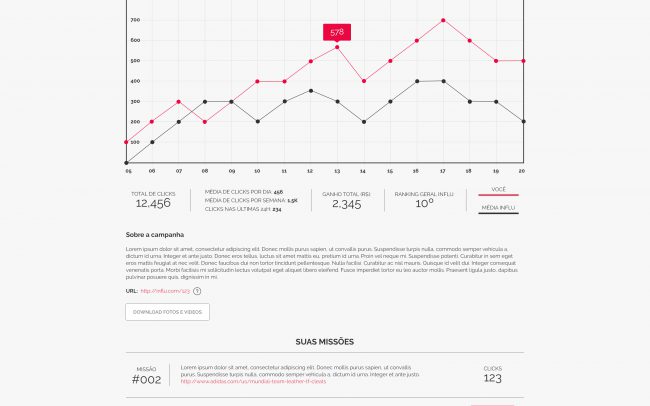 700
578
600
500
400
300
200
100
05 06 07 08 09 10 11 12 13 14 15 16 17 18 19 20
TOTAL DE CLICKS
12,456
MÉDIA DE CLICKS POR DIA 456
MÉDIA DE CLICKS POR SEMANA 1,5K
CLICKS NAS ULTIMAS 24H: 234
GANHO TOTAL (R$)
2,345
RANKING GERAL INFLU
10º
VOCÊ
MÉDIA INFLU
Sobre a campanha
Lorem ipsum dolor sit amet, consectetur adipiscing elit. Donec mollis purus sapien, ut convallis purus. Suspendisse turpis arcu, commodo semper vehicula a,
dictum id urna. Integer et ante justo. Donec eros tellus, luctus sit amet mattis eu, pretium id mi. Proin vel neque mi. Suspendisse potenti. Curabitur in sem eget
eros mattis feugiat at nec velit. Donec faucibus dui non tortor tincidunt pellentesque. Nulla facilisi. Curabitur ac nisl mauris. Quisque id velit dui. Integer consequat
venenatis porta. Morbi facilisis mi sollicitudin lectus volutpat eget aliquet libero eleifend. Fusce imperdiet tortor eu leo auctor mollis. Praesent ligula justo, dapibus
pulvinar posuere quis, dignissim in mi.
URL: http://influ.com/123 ?
DOWNLOAD FOTOS E VIDEOS
SUAS MISSÕES
MISSÃO
#002
Lorem ipsum dolor sit amet, consectetur adipiscing elit. Donec mollis purus sapien, ut convallis
purus. Suspendisse turpis arcu, commodo semper vehicula a, dictum id urna. Integer et ante justo
http://www.adidas.com/us/mundial-team-leather-tf-cleats
CLICKS
123